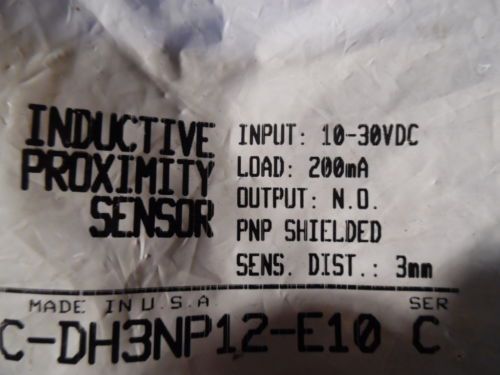 INDUCTIVE
PROXIMITY
SENSOR
INPUT: 10-30VDC
LOAD: 200mA
OUTPUT: N.O.
PNP SHIELDED
SENS. DIST.: 3mm
MADE IN U.S.A. SER
C-DH3NP12-E10 C